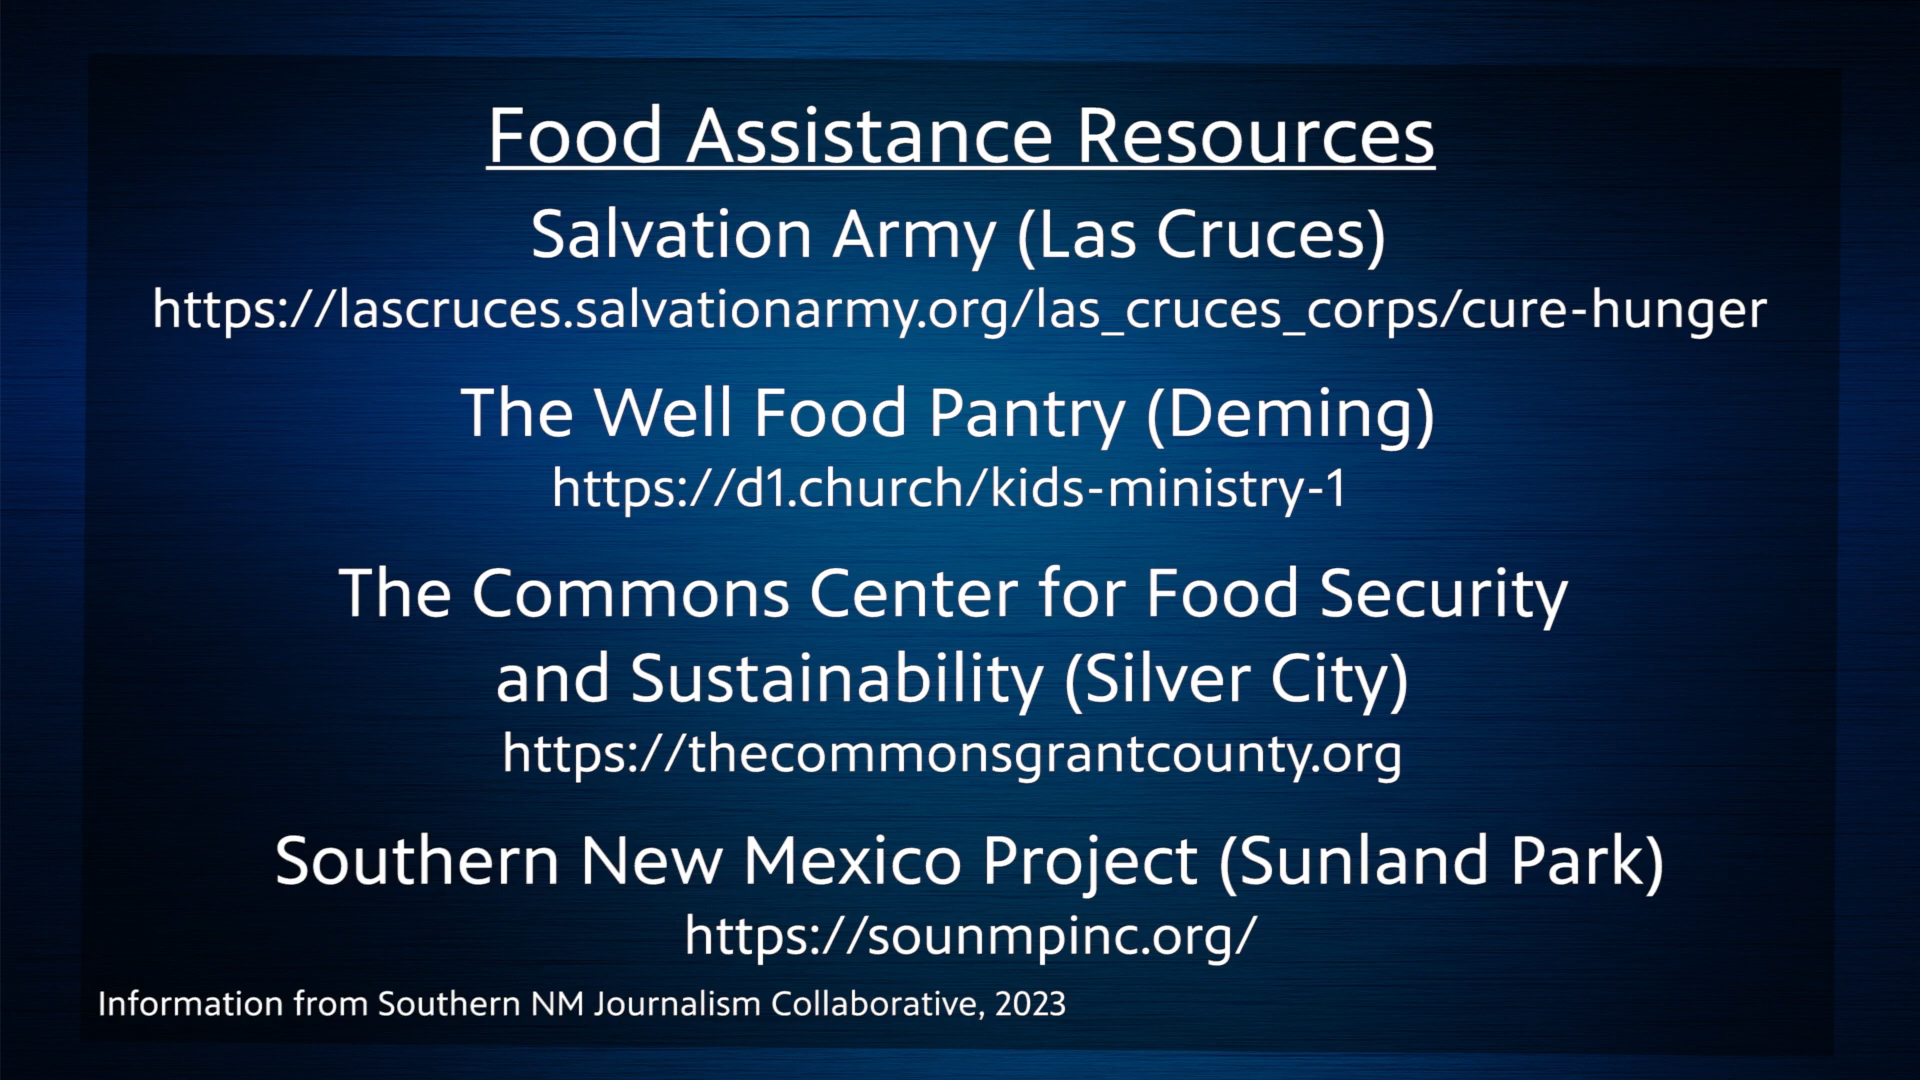 Food Assistance Resources
Salvation Army (Las Cruces)
https://lascruces.salvationarmy.org/las_cruces_corps/cure-hunger
The Well Food Pantry (Deming)
https://d1.church/kids-ministry-1
The Commons Center for Food Security
and Sustainability (Silver City)
https://thecommonsgrantcounty.org
Southern New Mexico Project (Sunland Park)
https://sounmpinc.org/
Information from Southern NM Journalism Collaborative, 2023